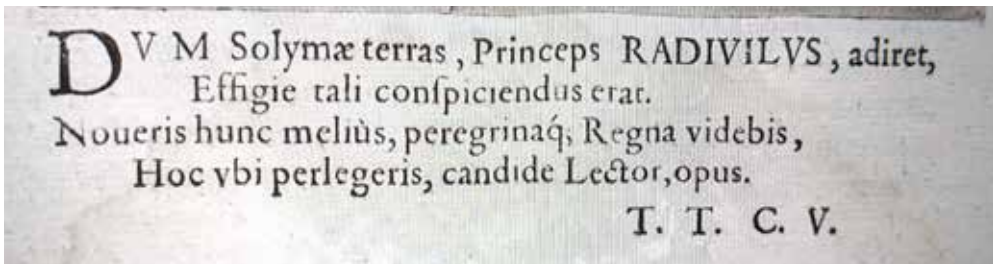 DVM Solymæ terras, Princeps RADIVILVS, adiret,
Effigie tali conſpiciendus erat.
Noueris hunc meliùs, peregrinaq́; Regna videbis,
Hoc vbi perlegeris, candide Lector, opus.
T. T. C. V.